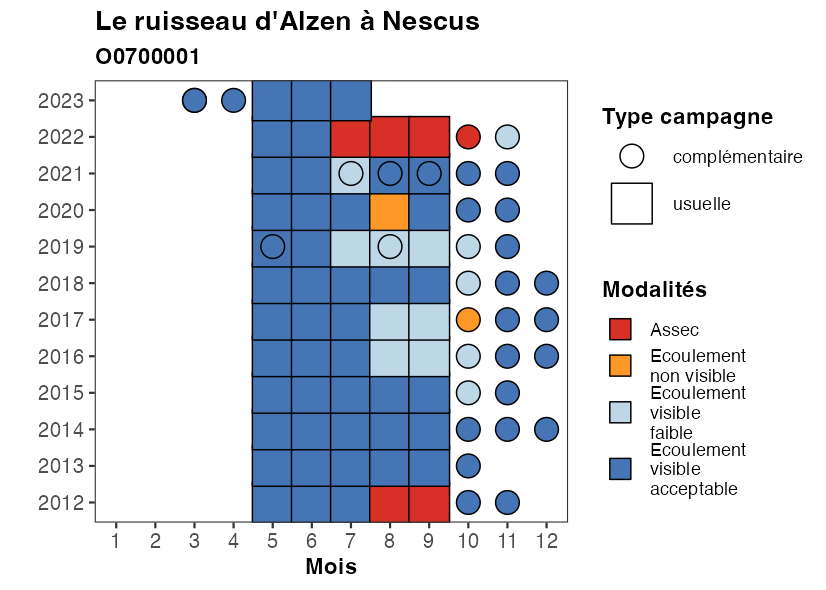 Le ruisseau d'Alzen à Nescus
O0700001
2023
2022
2021
2020
2019
2018
2017
2016
2015
2014
2013
2012
1 2 3 4 5 6 7 8 9 10 11 12
Mois
Type campagne
complémentaire
usuelle
Modalités
Assec
Ecoulement
non visible
Ecoulement
visible
faible
Ecoulement
visible
acceptable